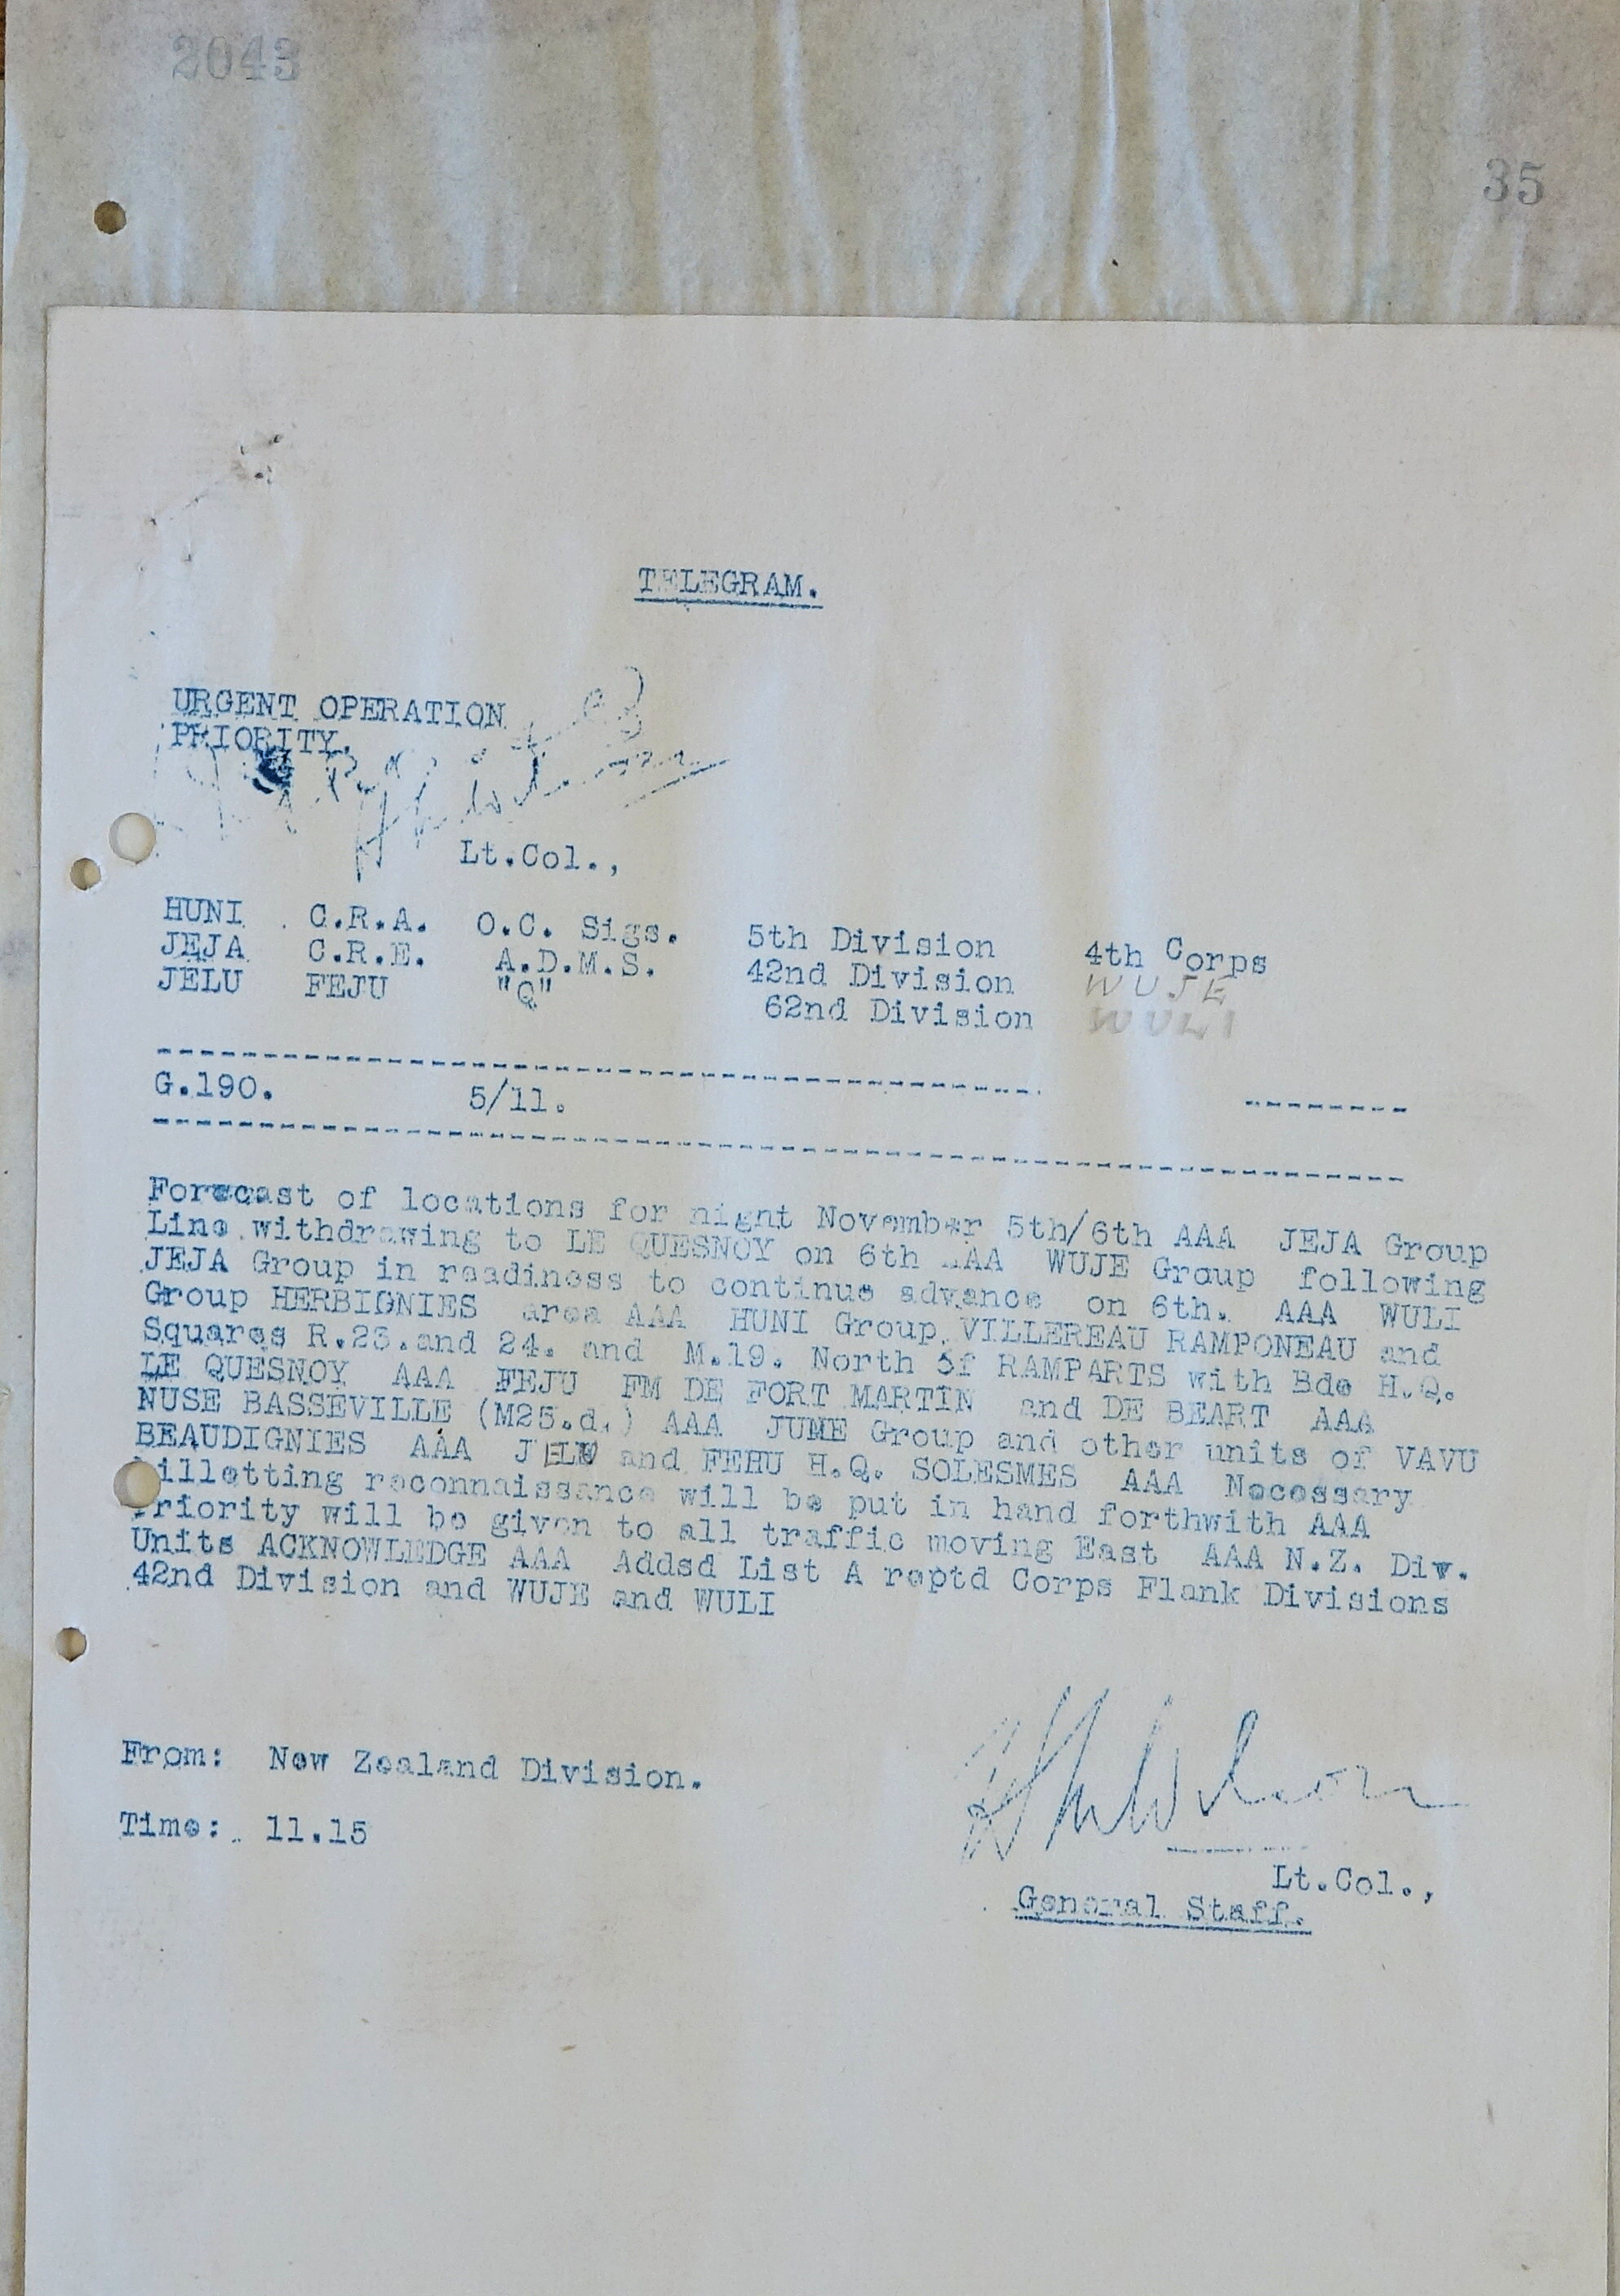 2043
35
TELEGRAM.
URGENT OPERATION
PRIORITY.
Lt.Col.,
HUNI C.R.A. O.C. Sigs. 5th Division 4th Corps
JEJA C.R.E. A.D.M.S. 42nd Division WUJE
JELU FEJU "Q" 62nd Division WULI
G.190. 5/11.
Forecast of locations for night November 5th/6th AAA JEJA Group
Line withdrawing to LE QUESNOY on 6th AAA WUJE Group following
JEJA Group in readiness to continue advance on 6th. AAA WULI
Group HERBIGNIES area AAA HUNI Group VILLEREAU RAMPONEAU and
Squares R.23.and 24. and M.19. North of RAMPARTS with Bde H.Q.
LE QUESNOY AAA FEJU FM DE FORT MARTIN and DE BEART AAA
NUSE BASSEVILLE (M25.d.) AAA JUME Group and other units of VAVU
BEAUDIGNIES AAA JELU and FEHU H.Q. SOLESMES AAA Necessary
billetting reconnaissance will be put in hand forthwith AAA
Priority will be given to all traffic moving East AAA N.Z. Div.
Units ACKNOWLEDGE AAA Addsd List A reptd Corps Flank Divisions
42nd Division and WUJE and WULI
From: New Zealand Division.
Time: 11.15
Lt.Col.,
General Staff.